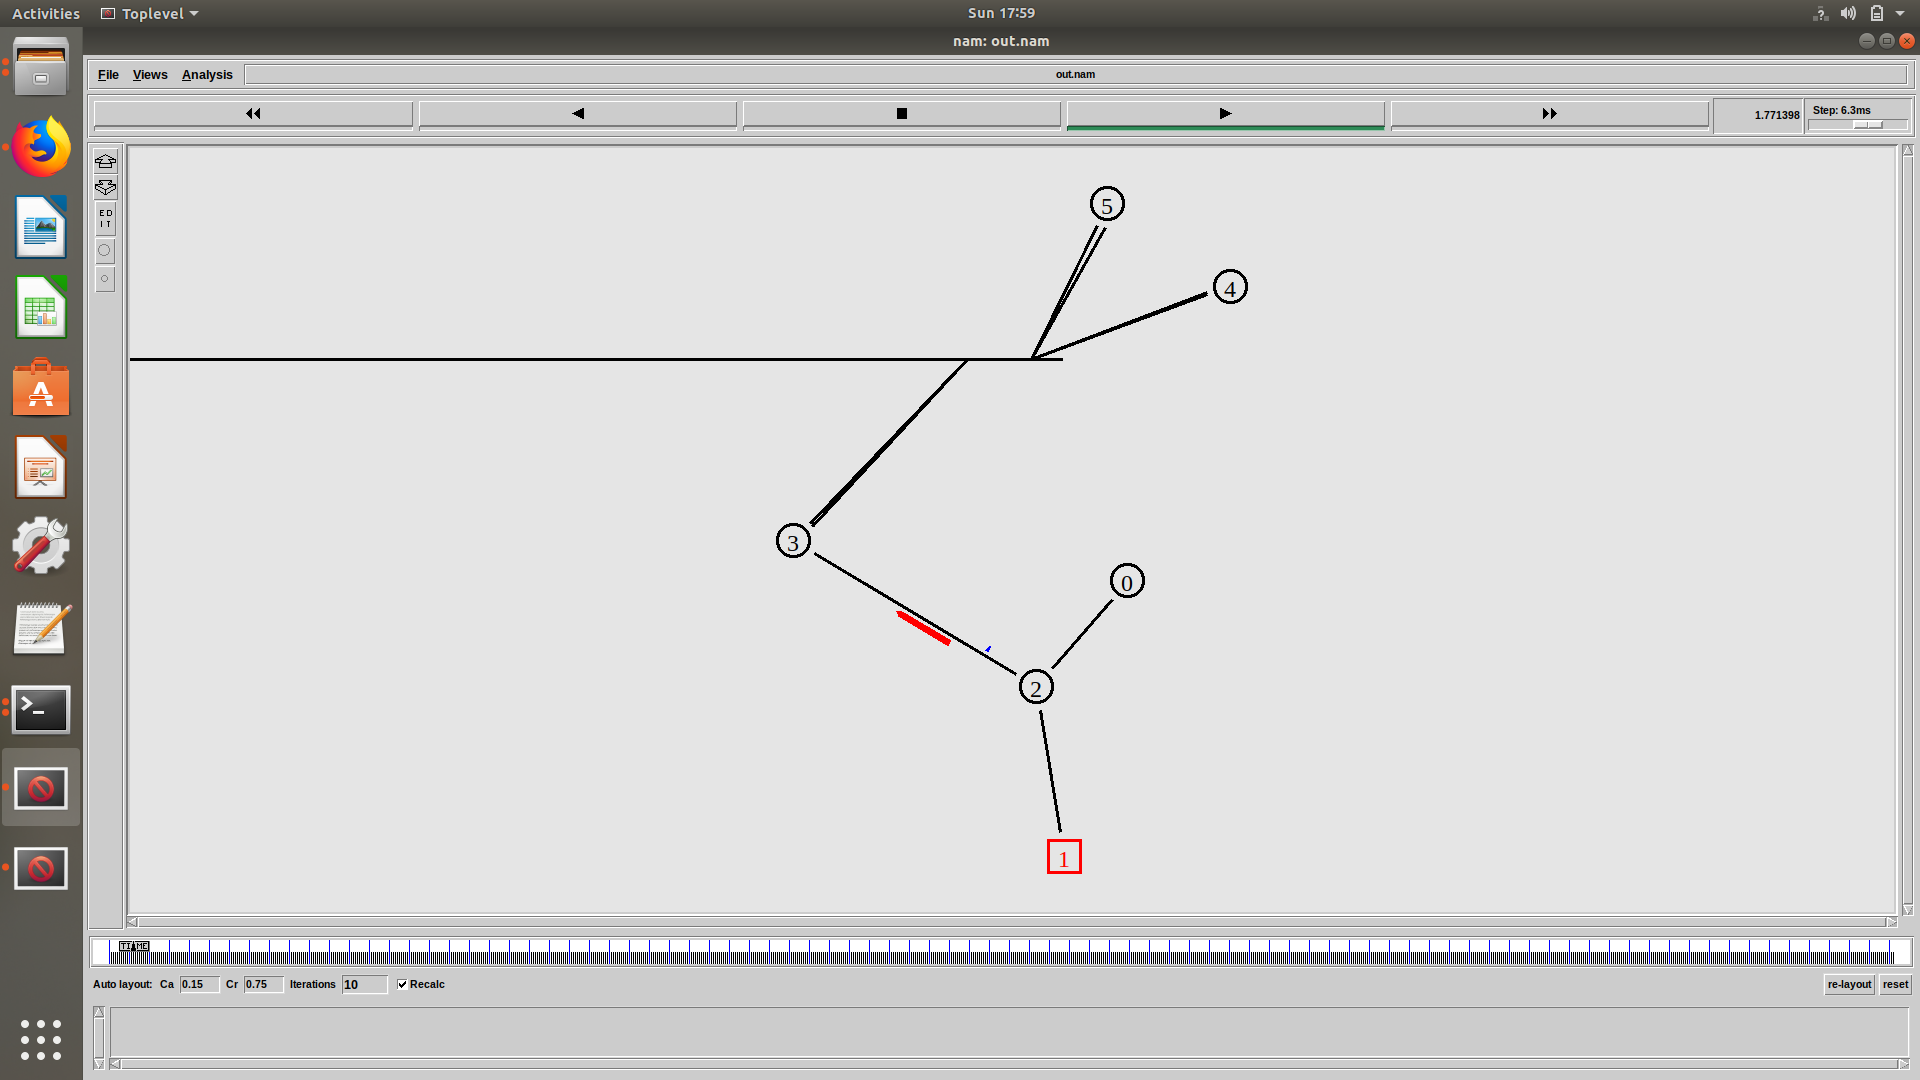 Activities
Toplevel
Sun 17:59
nam: out.nam
File Views Analysis
out.nam
1.771398
Step: 6.3ms
ED
IT
5
4
3
0
2
1
TIME
Auto layout: Ca 0.15 Cr 0.75 Iterations 10 Recalc
re-layout reset